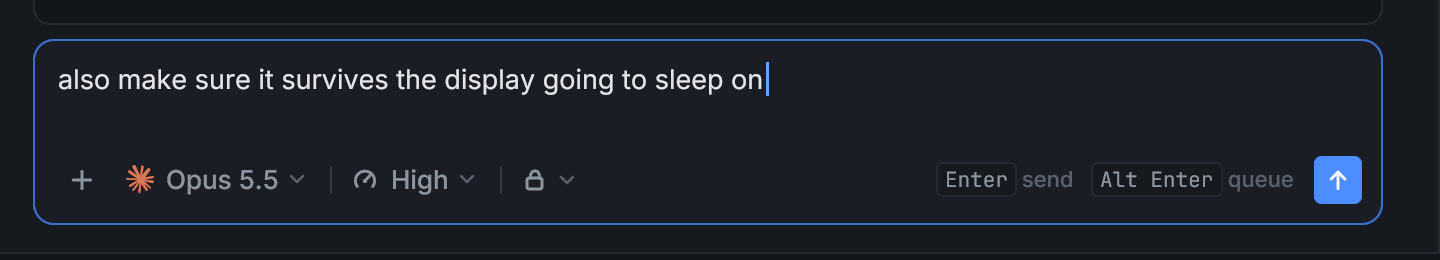 also make sure it survives the display going to sleep on
Opus 5.5 High Enter send Alt Enter queue